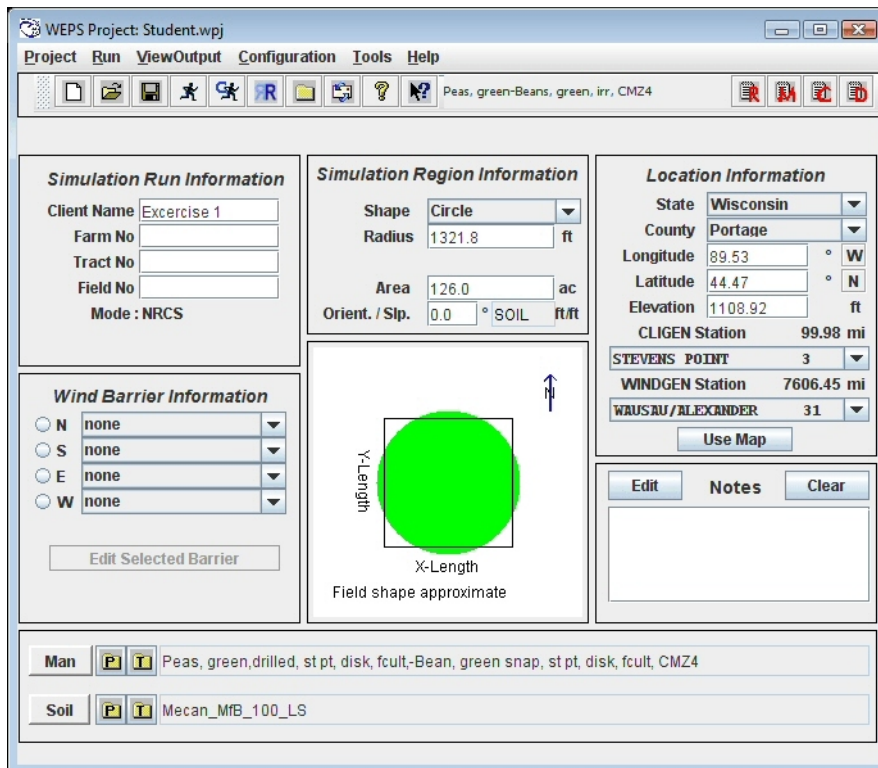 WEPS Project: Student.wpj
Project Run ViewOutput Configuration Tools Help
Peas, green-Beans, green, irr, CMZ4
Simulation Run Information
Client Name Excercise 1
Farm No
Tract No
Field No
Mode : NRCS
Wind Barrier Information
N none
S none
E none
W none
Edit Selected Barrier
Simulation Region Information
Shape Circle
Radius 1321.8 ft
Area 126.0 ac
Orient. / Slp. 0.0 ° SOIL ft/ft
N
Y-Length
X-Length
Field shape approximate
Location Information
State Wisconsin
County Portage
Longitude 89.53 ° W
Latitude 44.47 ° N
Elevation 1108.92 ft
CLIGEN Station 99.98 mi
STEVENS POINT 3
WINDGEN Station 7606.45 mi
WAUSAU/ALEXANDER 31
Use Map
Edit Notes Clear
Man P T Peas, green,drilled, st pt, disk, fcult,-Bean, green snap, st pt, disk, fcult, CMZ4
Soil P T Mecan_MfB_100_LS